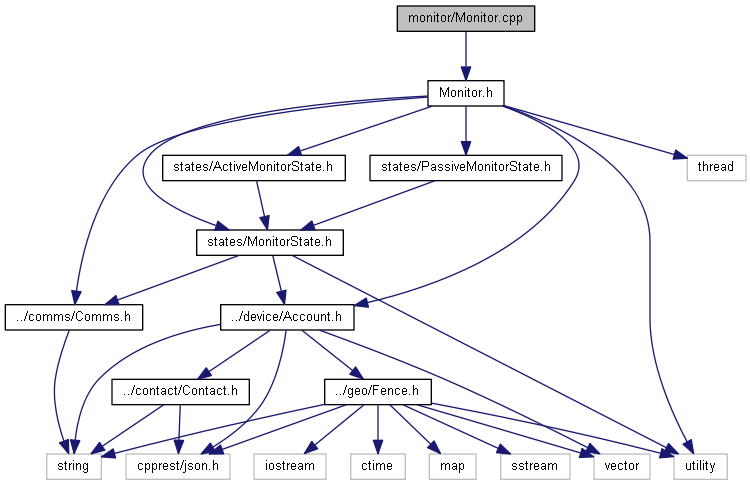 monitor/Monitor.cpp
Monitor.h
states/ActiveMonitorState.h
states/PassiveMonitorState.h
thread
states/MonitorState.h
../comms/Comms.h
../device/Account.h
../contact/Contact.h
../geo/Fence.h
string
cpprest/json.h
iostream
ctime
map
sstream
vector
utility